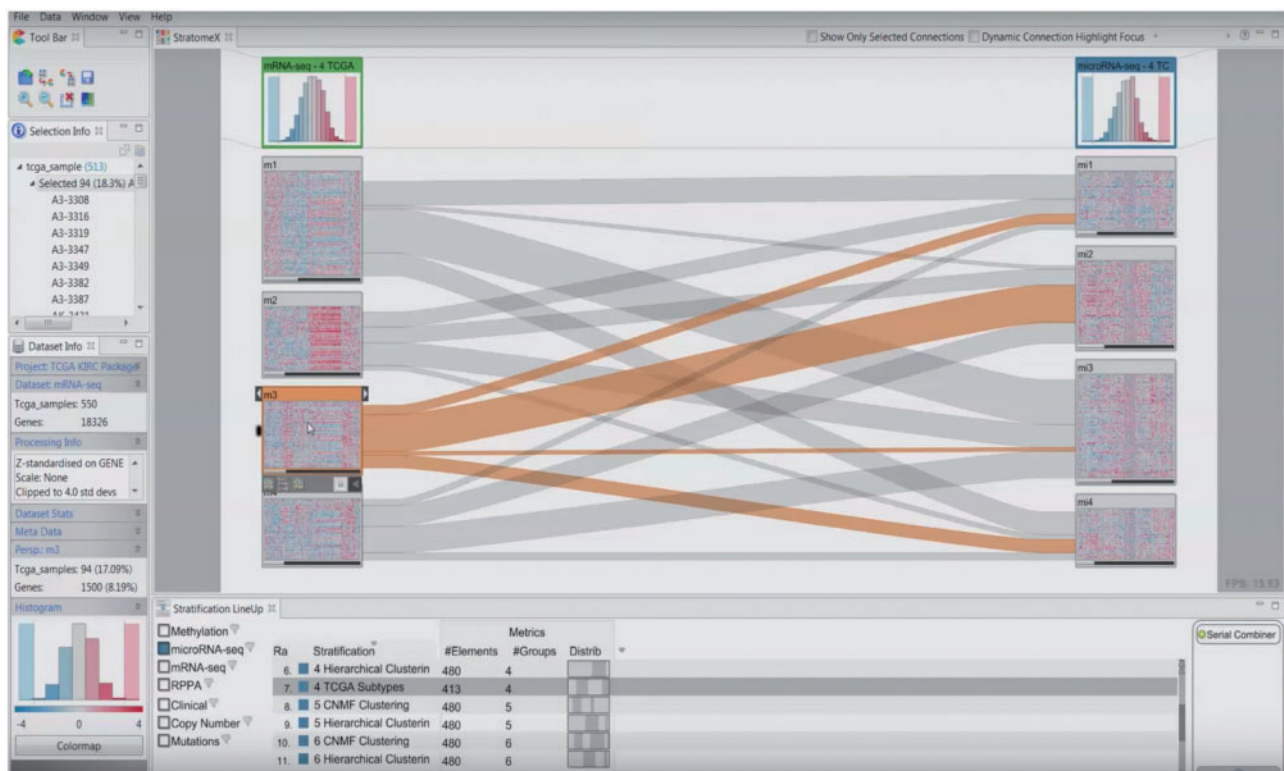 File Data Window View Help
Tool Bar
StratomeX
Show Only Selected Connections
Dynamic Connection Highlight Focus
Selection Info
tcga_sample (513)
Selected 94 (18.3%) A
A3-3308
A3-3316
A3-3319
A3-3347
A3-3349
A3-3382
A3-3387
mRNA-seq - 4 TCGA
m1
m2
m3
m4
microRNA-seq - 4 TC
mi1
mi2
mi3
mi4
FPS: 15.93
Dataset Info
Project: TCGA KIRC Package
Dataset: mRNA-seq
Tcga_samples: 550
Genes: 18326
Processing Info
Z-standardised on GENE
Scale: None
Clipped to 4.0 std devs
Dataset Stats
Meta Data
Persp.: m3
Tcga_samples: 94 (17.09%)
Genes: 1500 (8.19%)
Histogram
-4 0 4
Colormap
Stratification LineUp
Methylation
microRNA-seq
mRNA-seq
RPPA
Clinical
Copy Number
Mutations
Metrics
Ra Stratification #Elements #Groups Distrib
6. 4 Hierarchical Clusterin 480 4
7. 4 TCGA Subtypes 413 4
8. 5 CNMF Clustering 480 5
9. 5 Hierarchical Clusterin 480 5
10. 6 CNMF Clustering 480 6
11. 6 Hierarchical Clusterin 480 6
Serial Combiner